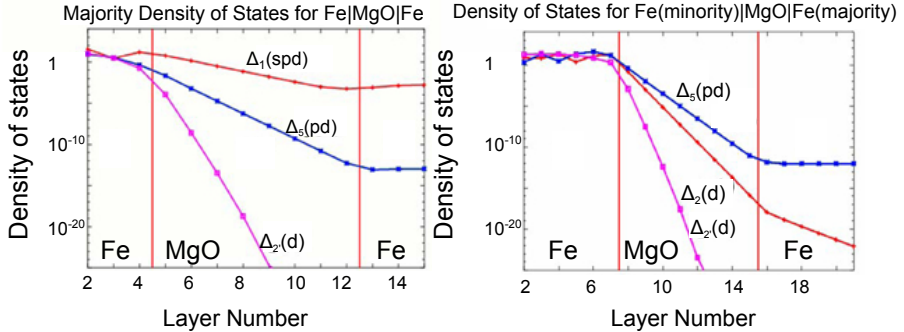 Majority Density of States for Fe|MgO|Fe
Density of states
1
10⁻¹⁰
10⁻²⁰
Δ₁(spd)
Δ₅(pd)
Δ₂'(d)
Fe
MgO
Fe
2 4 6 8 10 12 14
Layer Number
Density of States for Fe(minority)|MgO|Fe(majority)
Density of states
1
10⁻¹⁰
10⁻²⁰
Δ₅(pd)
Δ₂(d)
Δ₂'(d)
Fe
MgO
Fe
2 4 6 8 10 12 14 18
Layer Number